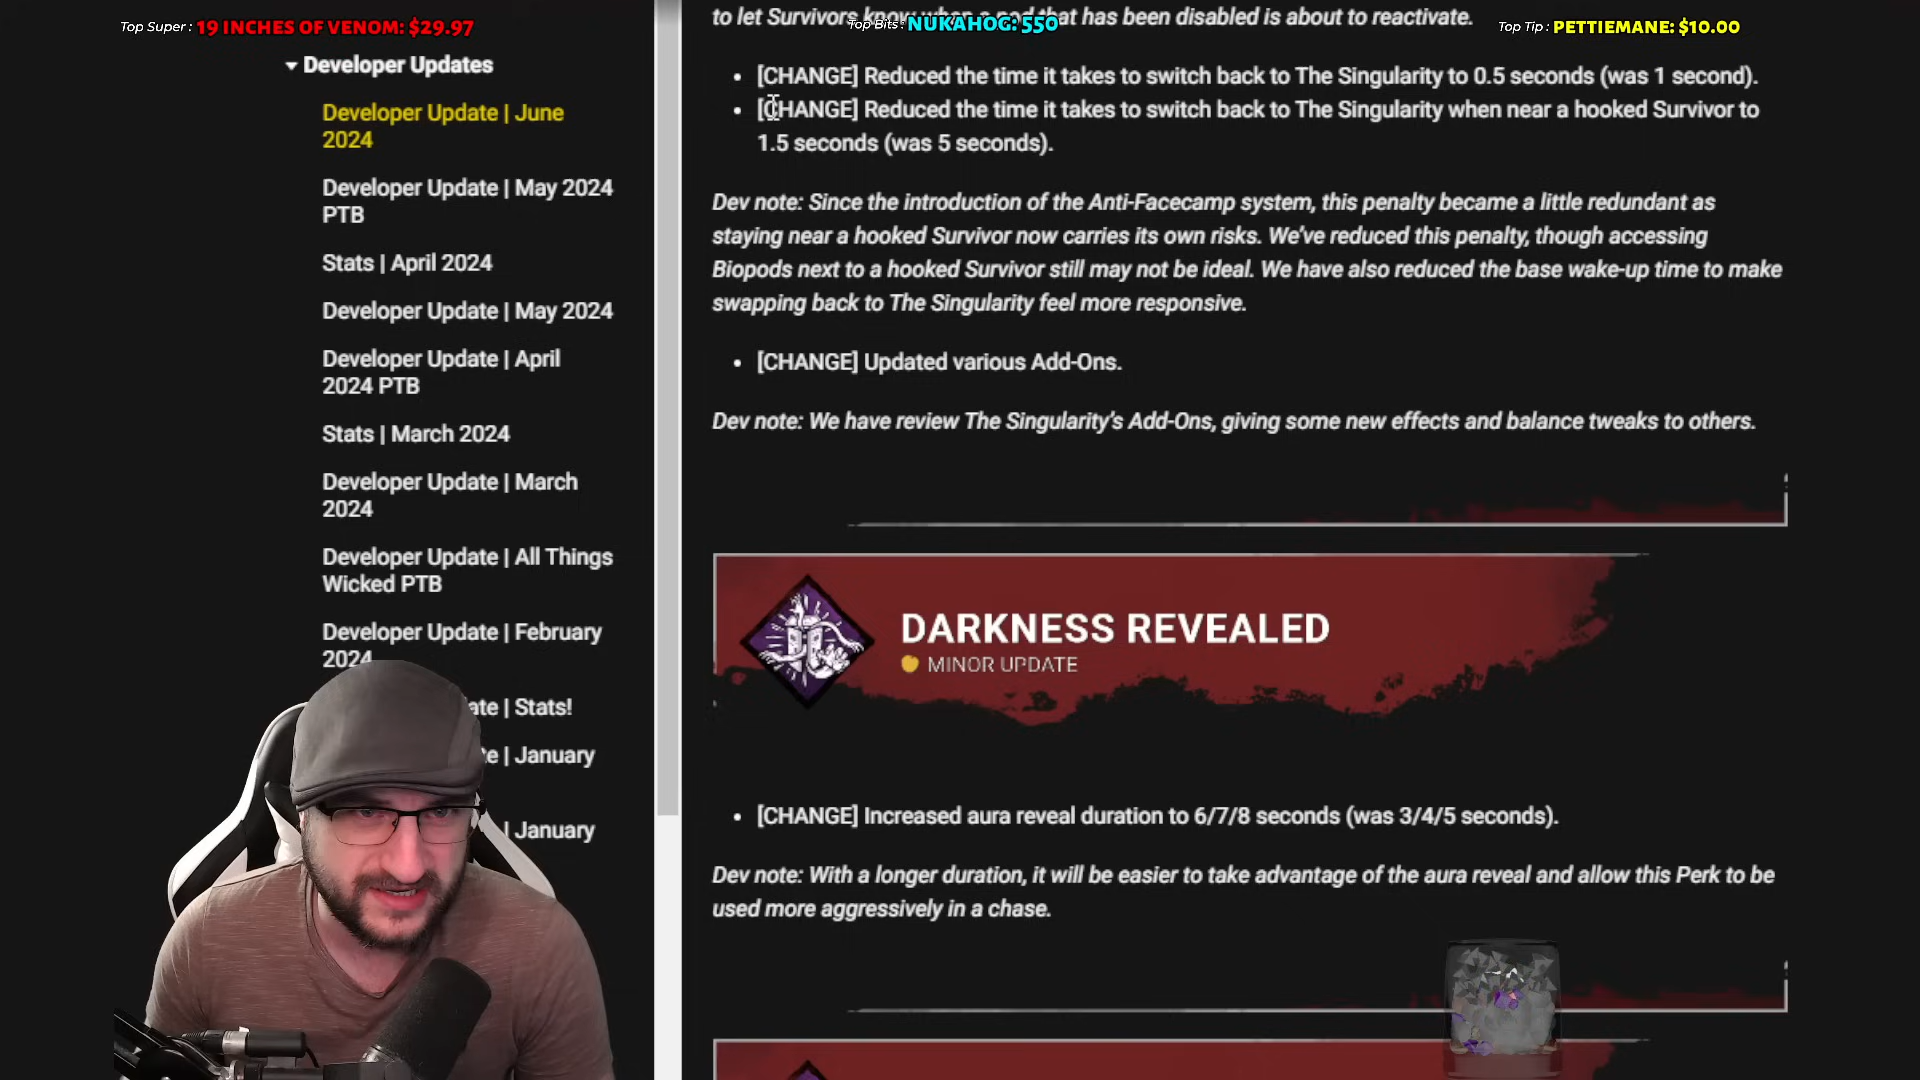 Top Super : 19 INCHES OF VENOM: $29.97
Top Bits : NUKAHOG: 550
Top Tip : PETTIEMANE: $10.00
Developer Updates
Developer Update | June
2024
Developer Update | May 2024
PTB
Stats | April 2024
Developer Update | May 2024
Developer Update | April
2024 PTB
Stats | March 2024
Developer Update | March
2024
Developer Update | All Things
Wicked PTB
Developer Update | February
2024
ate | Stats!
te | January
| January
to let Survivors know when a pod that has been disabled is about to reactivate.
• [CHANGE] Reduced the time it takes to switch back to The Singularity to 0.5 seconds (was 1 second).
• [CHANGE] Reduced the time it takes to switch back to The Singularity when near a hooked Survivor to
1.5 seconds (was 5 seconds).
Dev note: Since the introduction of the Anti-Facecamp system, this penalty became a little redundant as
staying near a hooked Survivor now carries its own risks. We've reduced this penalty, though accessing
Biopods next to a hooked Survivor still may not be ideal. We have also reduced the base wake-up time to make
swapping back to The Singularity feel more responsive.
• [CHANGE] Updated various Add-Ons.
Dev note: We have review The Singularity's Add-Ons, giving some new effects and balance tweaks to others.
DARKNESS REVEALED
MINOR UPDATE
• [CHANGE] Increased aura reveal duration to 6/7/8 seconds (was 3/4/5 seconds).
Dev note: With a longer duration, it will be easier to take advantage of the aura reveal and allow this Perk to be
used more aggressively in a chase.